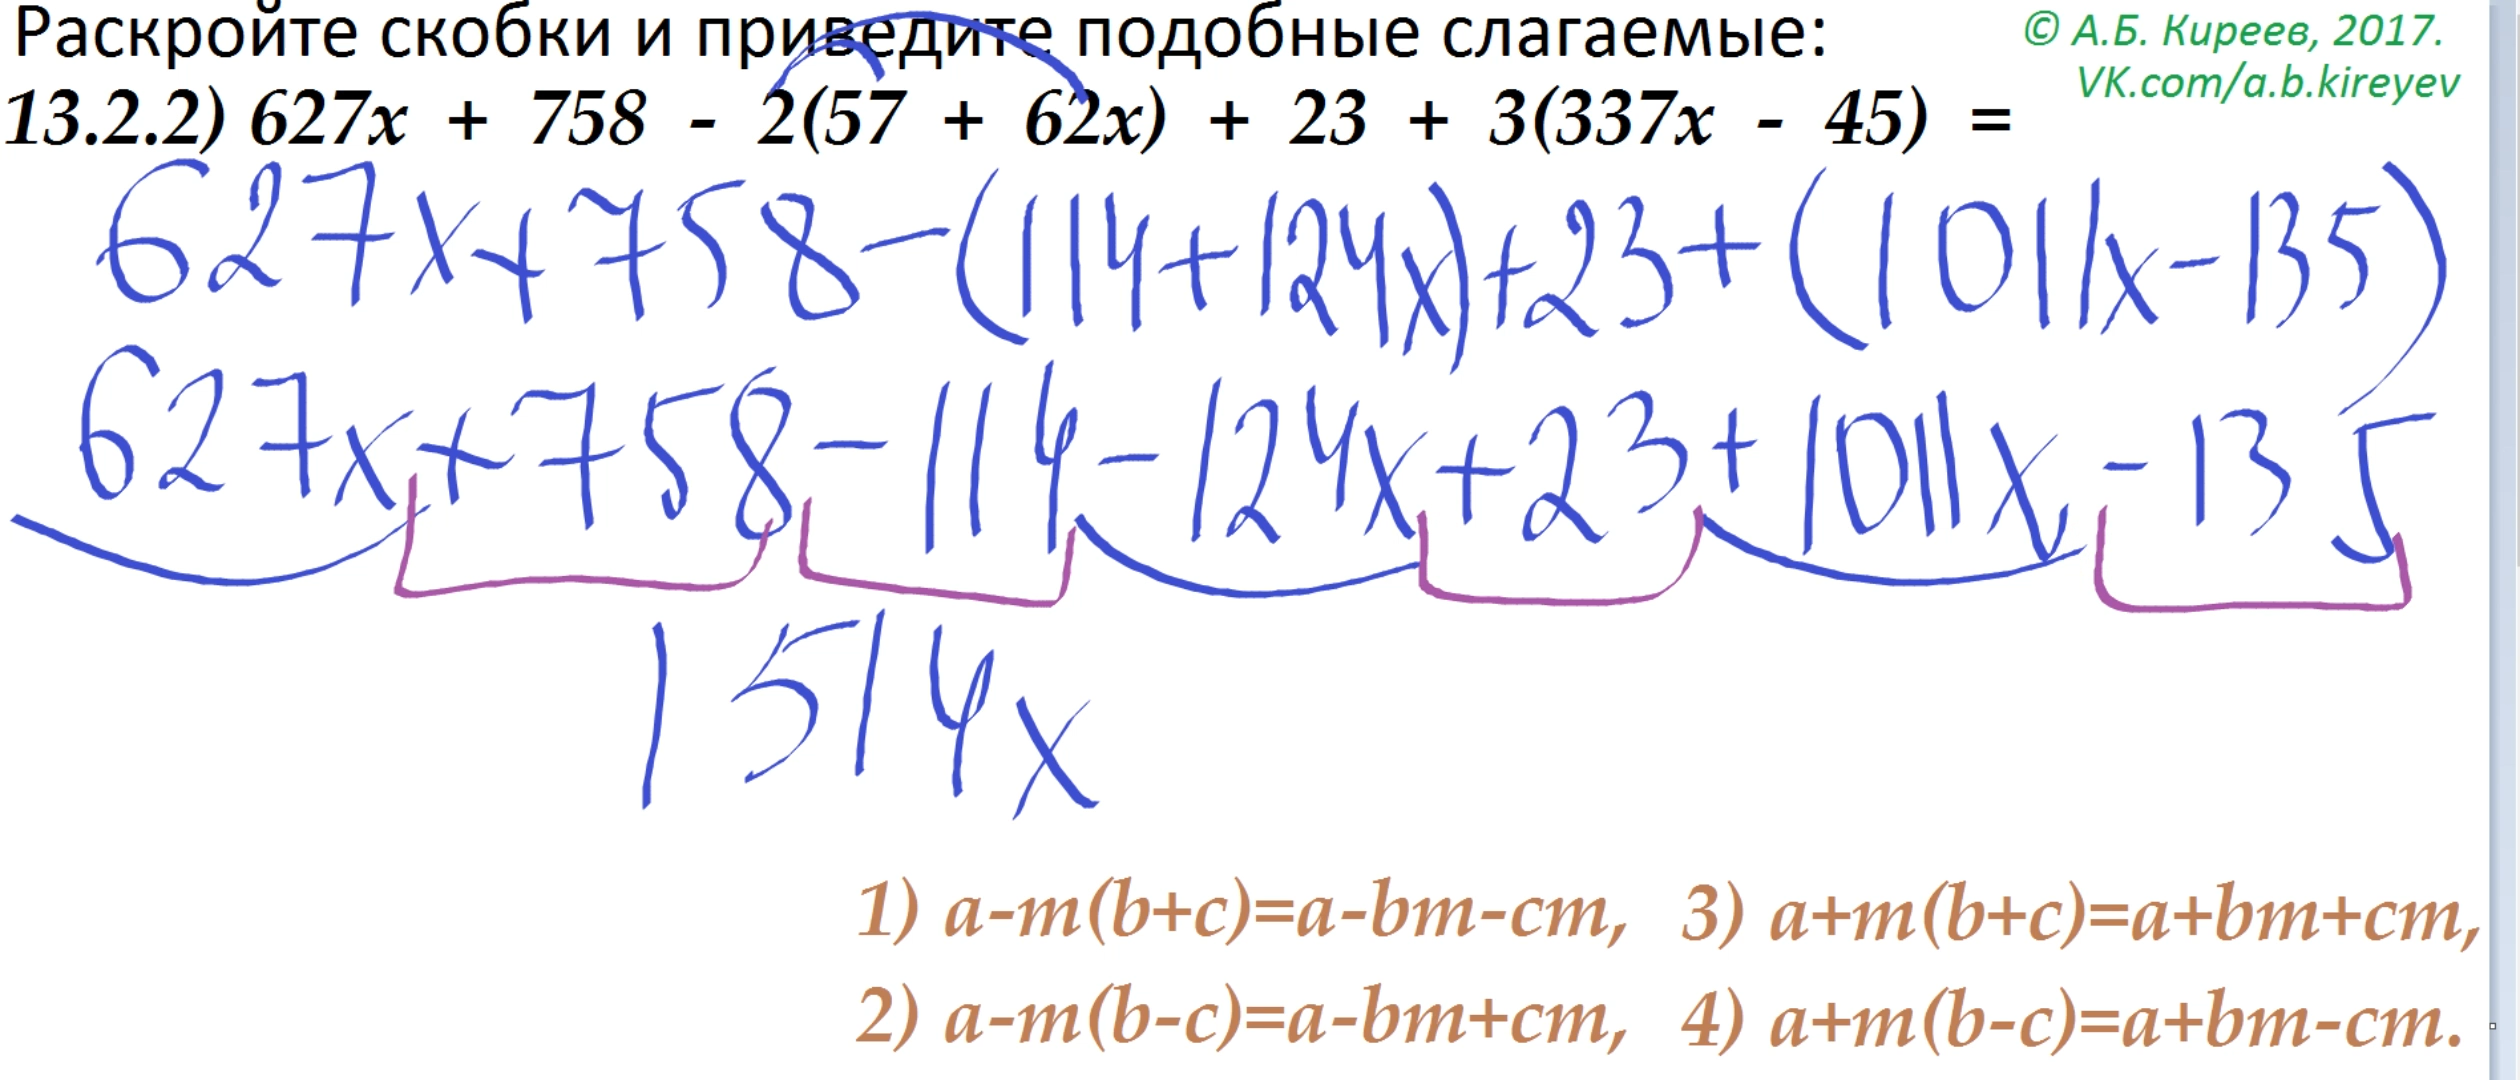 Раскройте скобки и приведите подобные слагаемые:
© А.Б. Киреев, 2017.
VK.com/a.b.kireyev
13.2.2) 627x + 758 - 2(57 + 62x) + 23 + 3(337x - 45) =
627x+758-(114+124x)+23+(1011x-135)
627x+758-114-124x+23+1011x-135
1514x
1) a-m(b+c)=a-bm-cm, 3) a+m(b+c)=a+bm+cm,
2) a-m(b-c)=a-bm+cm, 4) a+m(b-c)=a+bm-cm.